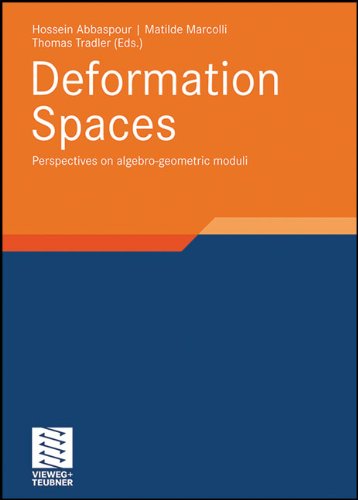 Hossein Abbaspour | Matilde Marcolli
Thomas Tradler (Eds.)
Deformation
Spaces
Perspectives on algebro-geometric moduli
VIEWEG+
TEUBNER